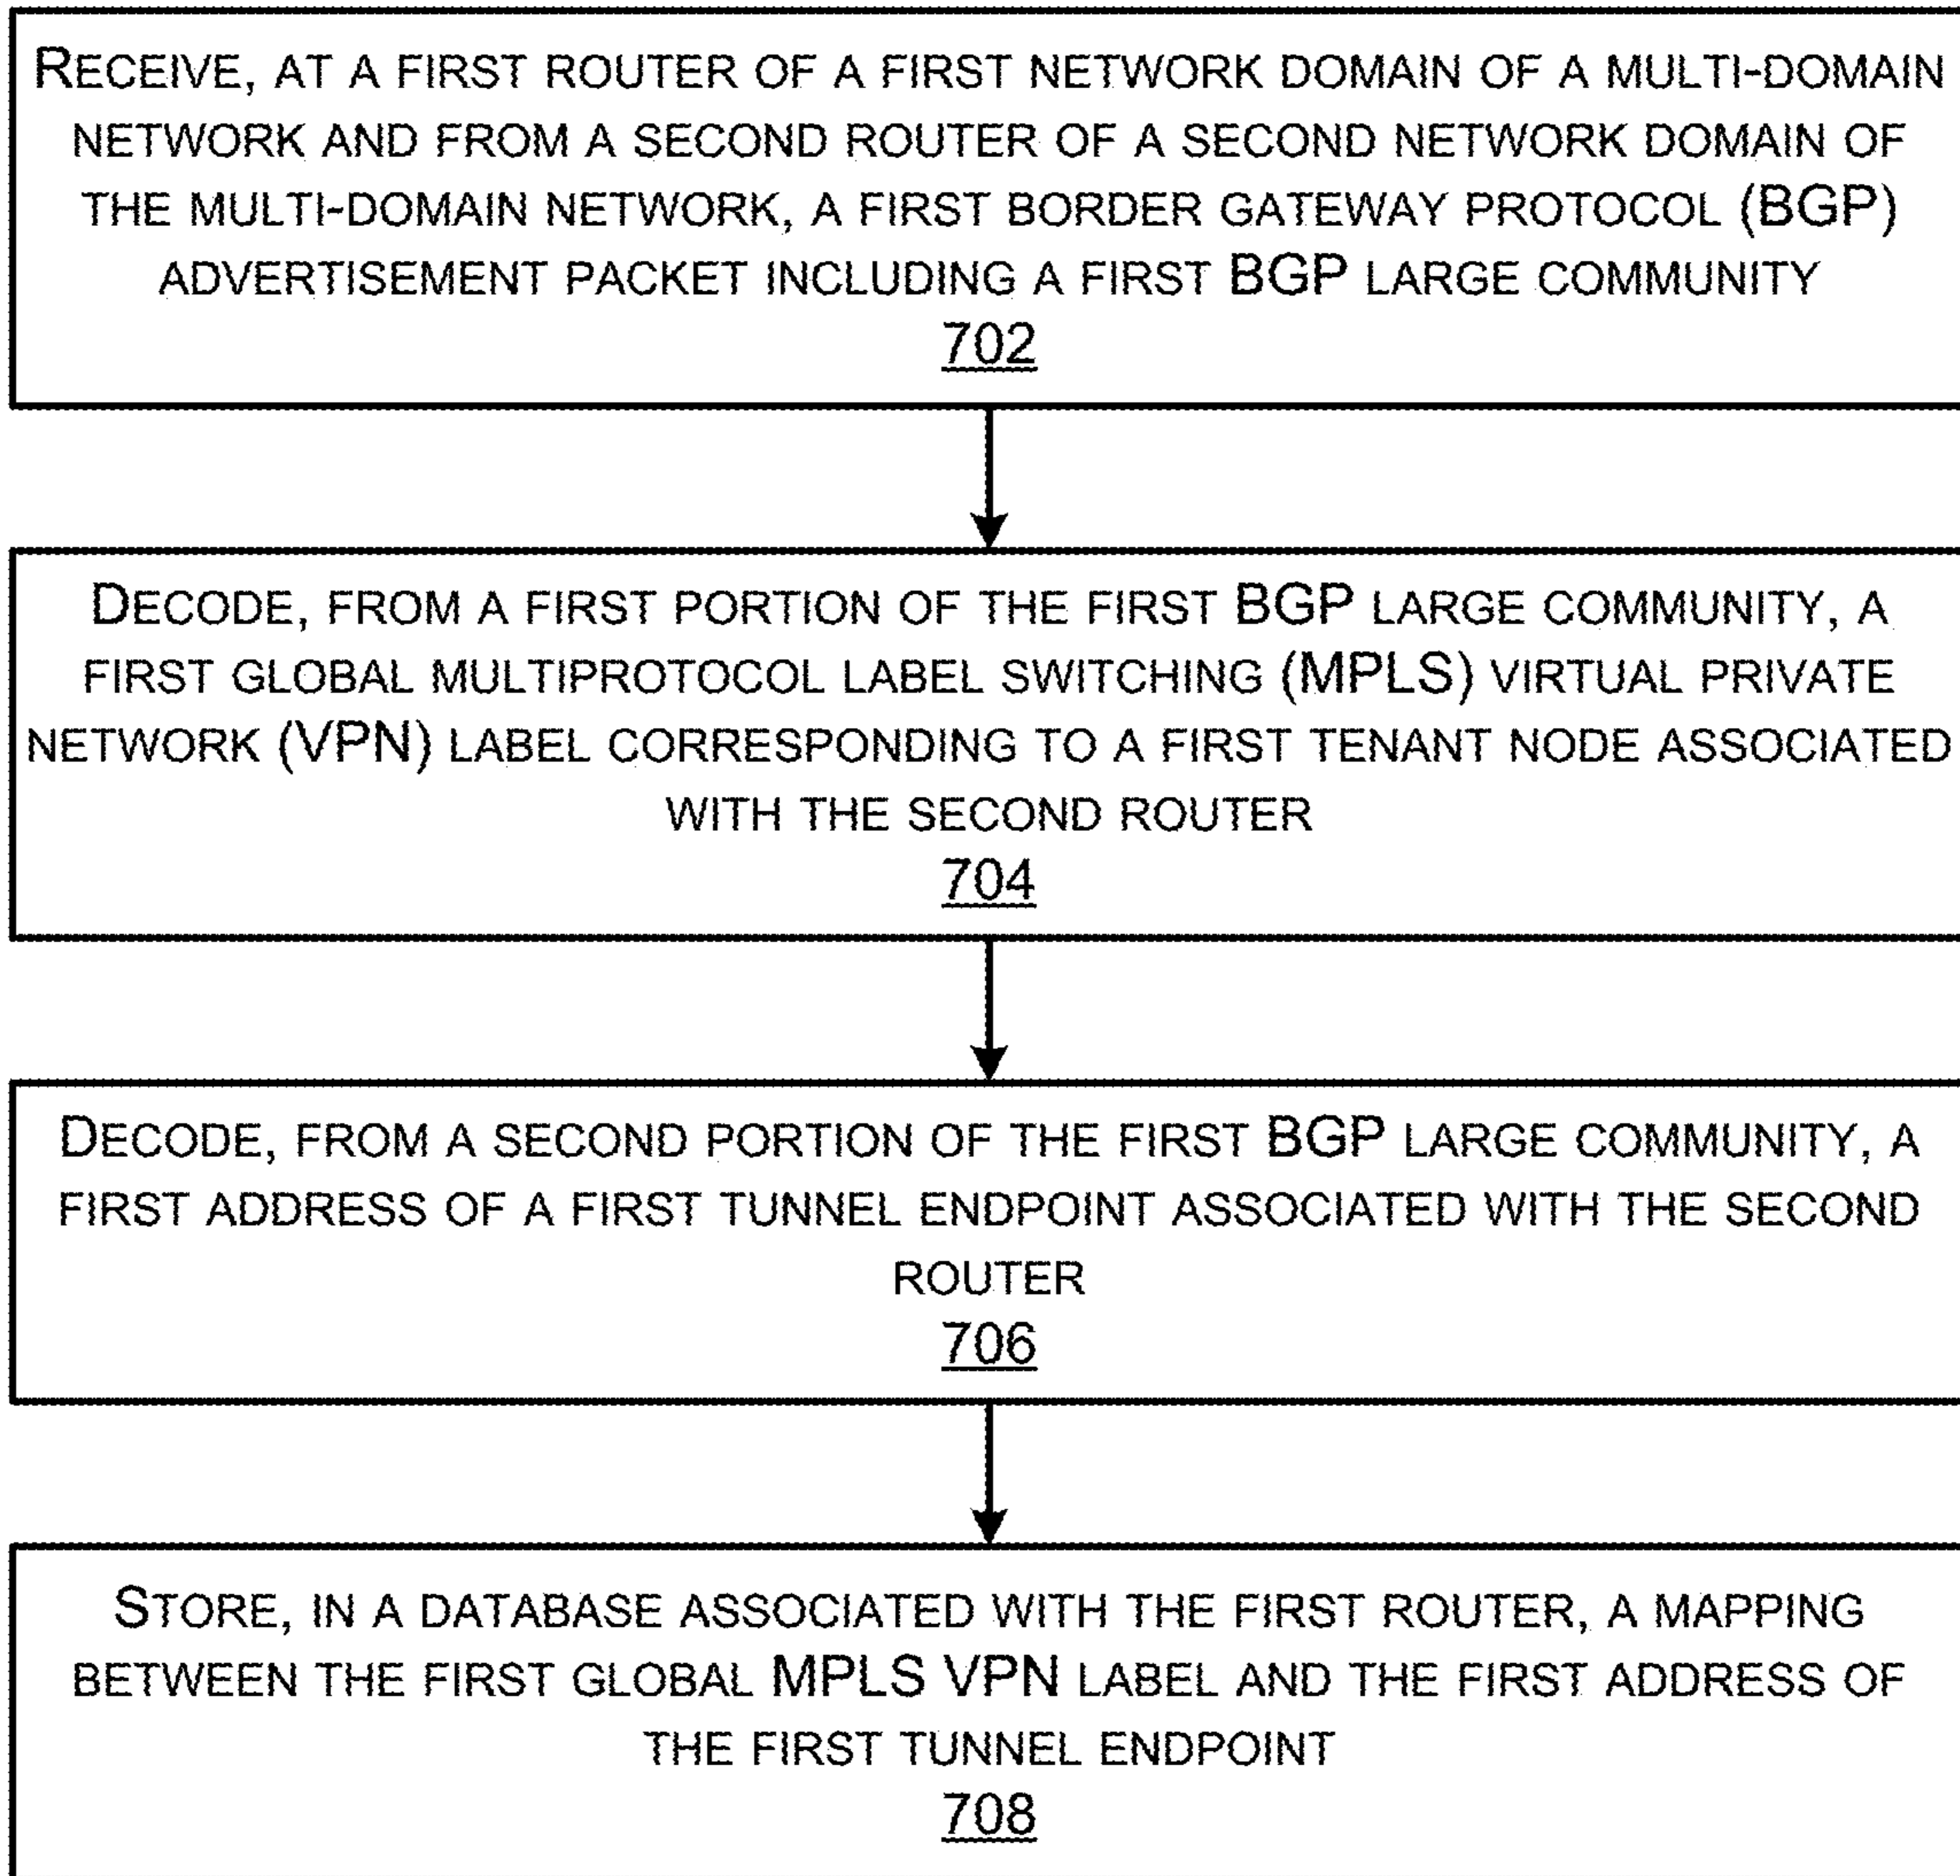 RECEIVE, AT A FIRST ROUTER OF A FIRST NETWORK DOMAIN OF A MULTI-DOMAIN
NETWORK AND FROM A SECOND ROUTER OF A SECOND NETWORK DOMAIN OF
THE MULTI-DOMAIN NETWORK, A FIRST BORDER GATEWAY PROTOCOL (BGP)
ADVERTISEMENT PACKET INCLUDING A FIRST BGP LARGE COMMUNITY
702
DECODE, FROM A FIRST PORTION OF THE FIRST BGP LARGE COMMUNITY, A
FIRST GLOBAL MULTIPROTOCOL LABEL SWITCHING (MPLS) VIRTUAL PRIVATE
NETWORK (VPN) LABEL CORRESPONDING TO A FIRST TENANT NODE ASSOCIATED
WITH THE SECOND ROUTER
704
DECODE, FROM A SECOND PORTION OF THE FIRST BGP LARGE COMMUNITY, A
FIRST ADDRESS OF A FIRST TUNNEL ENDPOINT ASSOCIATED WITH THE SECOND
ROUTER
706
STORE, IN A DATABASE ASSOCIATED WITH THE FIRST ROUTER, A MAPPING
BETWEEN THE FIRST GLOBAL MPLS VPN LABEL AND THE FIRST ADDRESS OF
THE FIRST TUNNEL ENDPOINT
708